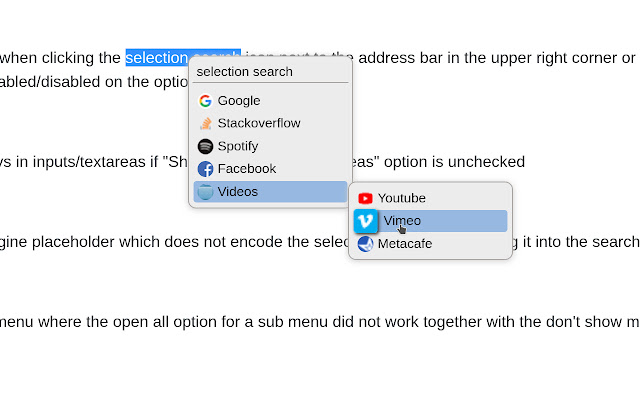 when clicking the selection search icon next to the address bar in the upper right corner or
selection search
abled/disabled on the optio
Google
Stackoverflow
Spotify
ys in inputs/textareas if "Sh eas" option is unchecked
Facebook
Videos
Youtube
Vimeo
gine placeholder which does not encode the selec g it into the search
Metacafe
menu where the open all option for a sub menu did not work together with the don't show m